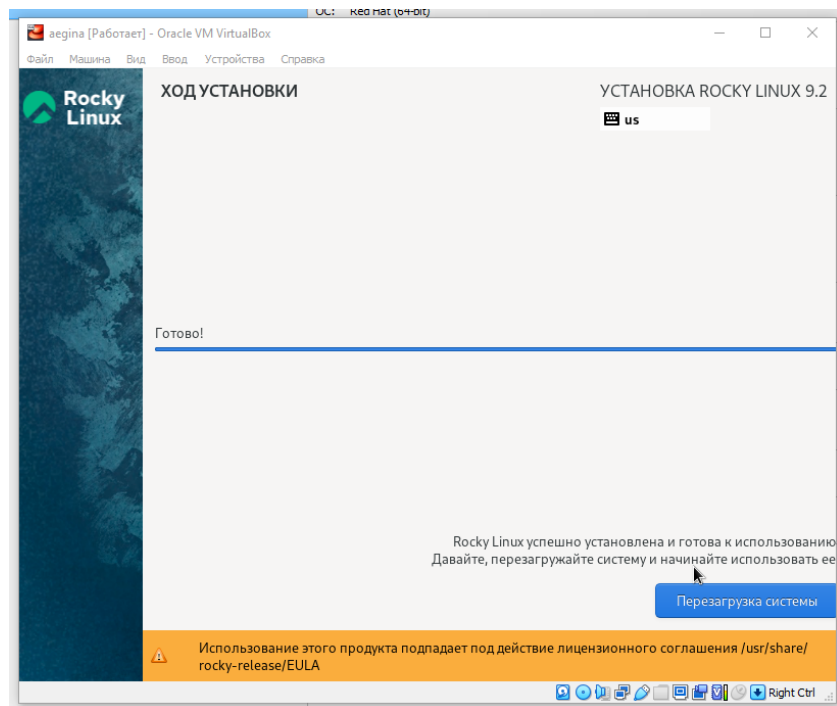 ОС: Red Hat (64-bit)
aegina [Работает] - Oracle VM VirtualBox
Файл Машина Вид Ввод Устройства Справка
Rocky
Linux
ХОД УСТАНОВКИ
УСТАНОВКА ROCKY LINUX 9.2
us
Готово!
Rocky Linux успешно установлена и готова к использованию
Давайте, перезагружайте систему и начинайте использовать ее
Перезагрузка системы
Использование этого продукта подпадает под действие лицензионного соглашения /usr/share/
rocky-release/EULA
Right Ctrl